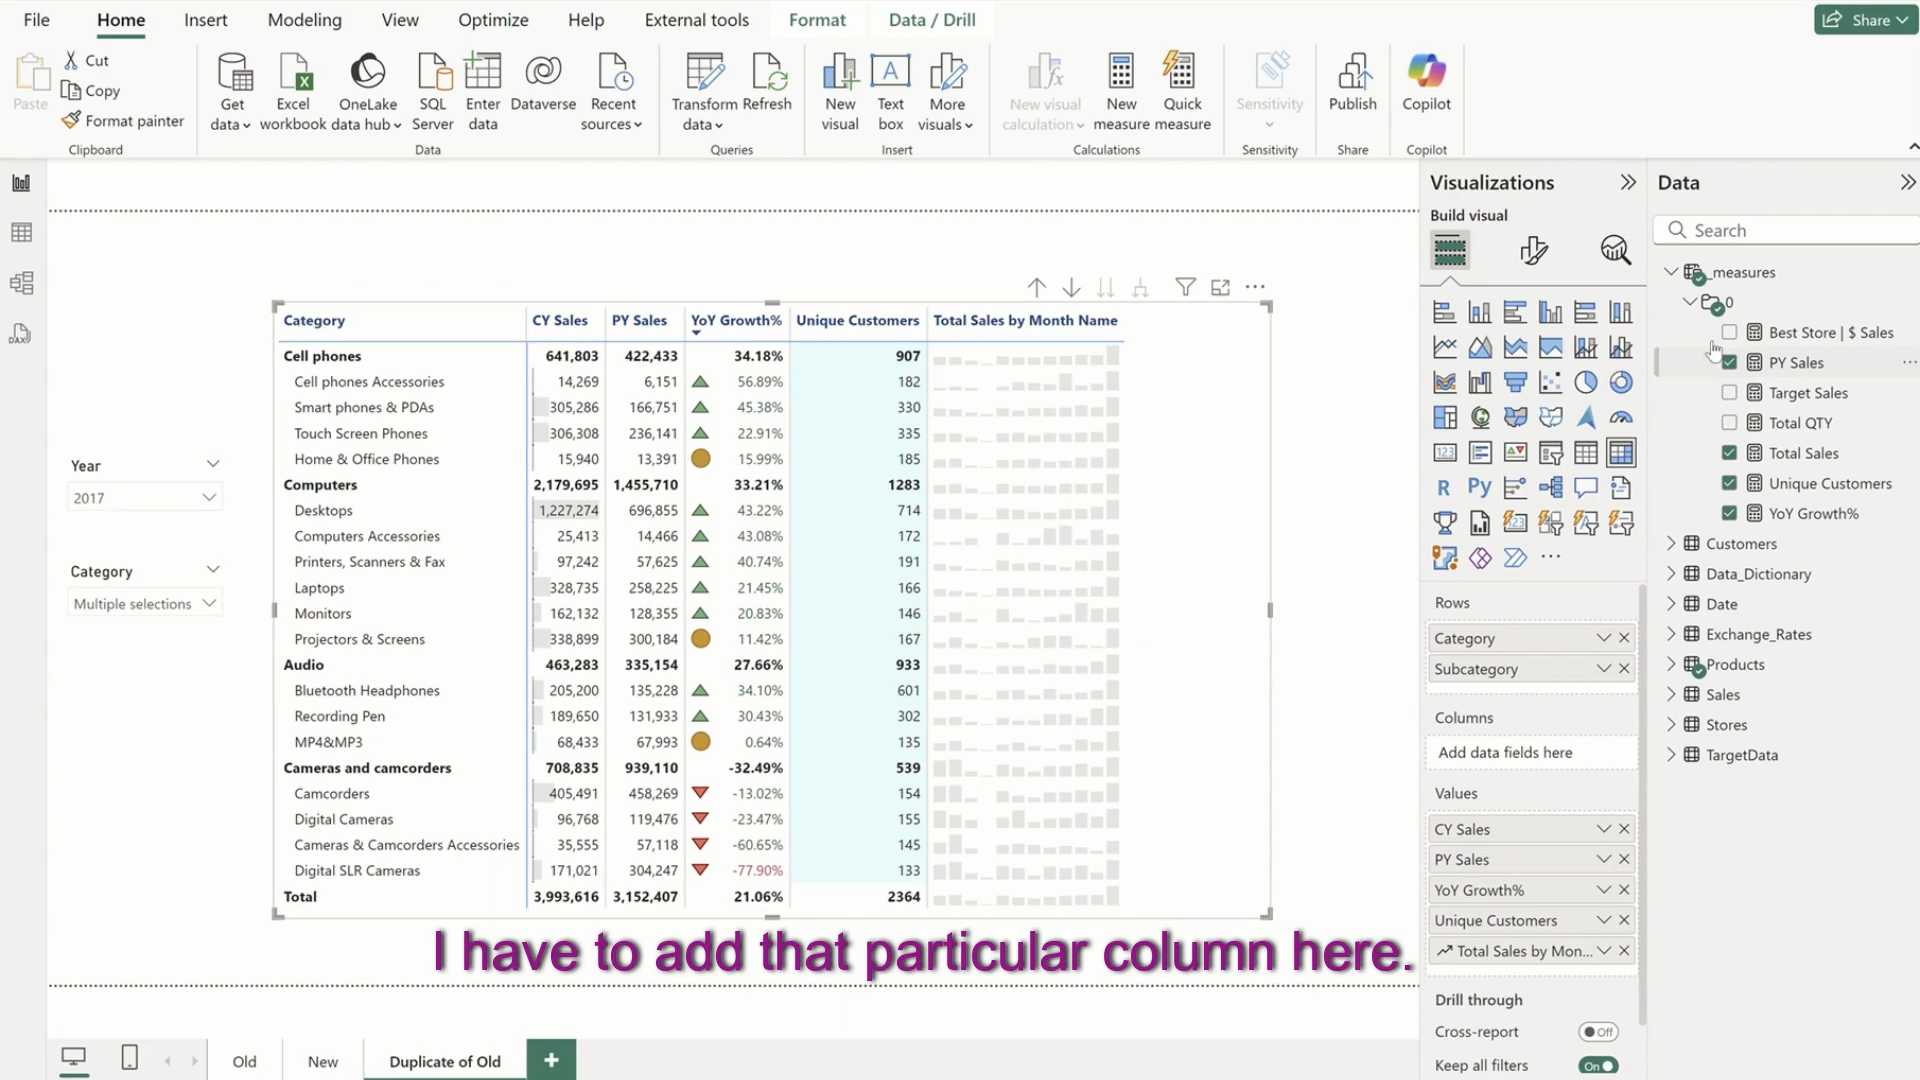 File Home Insert Modeling View Optimize Help External tools Format Data / Drill Share
Paste Cut Copy Format painter
Get data Excel workbook OneLake data hub SQL Server Enter data Dataverse Recent sources
Transform data Refresh New visual Text box More visuals New visual calculation New measure Quick measure Sensitivity Publish Copilot
Clipboard Data Queries Insert Calculations Sensitivity Share Copilot
Year
2017
Category
Multiple selections
Category CY Sales PY Sales YoY Growth% Unique Customers Total Sales by Month Name
Cell phones 641,803 422,433 34.18% 907
Cell phones Accessories 14,269 6,151 56.89% 182
Smart phones & PDAs 305,286 166,751 45.38% 330
Touch Screen Phones 306,308 236,141 22.91% 335
Home & Office Phones 15,940 13,391 15.99% 185
Computers 2,179,695 1,455,710 33.21% 1283
Desktops 1,227,274 696,855 43.22% 714
Computers Accessories 25,413 14,466 43.08% 172
Printers, Scanners & Fax 97,242 57,625 40.74% 191
Laptops 328,735 258,225 21.45% 166
Monitors 162,132 128,355 20.83% 146
Projectors & Screens 338,899 300,184 11.42% 167
Audio 463,283 335,154 27.66% 933
Bluetooth Headphones 205,200 135,228 34.10% 601
Recording Pen 189,650 131,933 30.43% 302
MP4&MP3 68,433 67,993 0.64% 135
Cameras and camcorders 708,835 939,110 -32.49% 539
Camcorders 405,491 458,269 -13.02% 154
Digital Cameras 96,768 119,476 -23.47% 155
Cameras & Camcorders Accessories 35,555 57,118 -60.65% 145
Digital SLR Cameras 171,021 304,247 -77.90% 133
Total 3,993,616 3,152,407 21.06% 2364
I have to add that particular column here.
Old New Duplicate of Old +
Visualizations
Build visual
123
R Py
Rows
Category
Subcategory
Columns
Add data fields here
Values
CY Sales
PY Sales
YoY Growth%
Unique Customers
Total Sales by Mon...
Drill through
Cross-report Off
Keep all filters On
Data
Search
_measures
0
Best Store | $ Sales
PY Sales
Target Sales
Total QTY
Total Sales
Unique Customers
YoY Growth%
Customers
Data_Dictionary
Date
Exchange_Rates
Products
Sales
Stores
TargetData